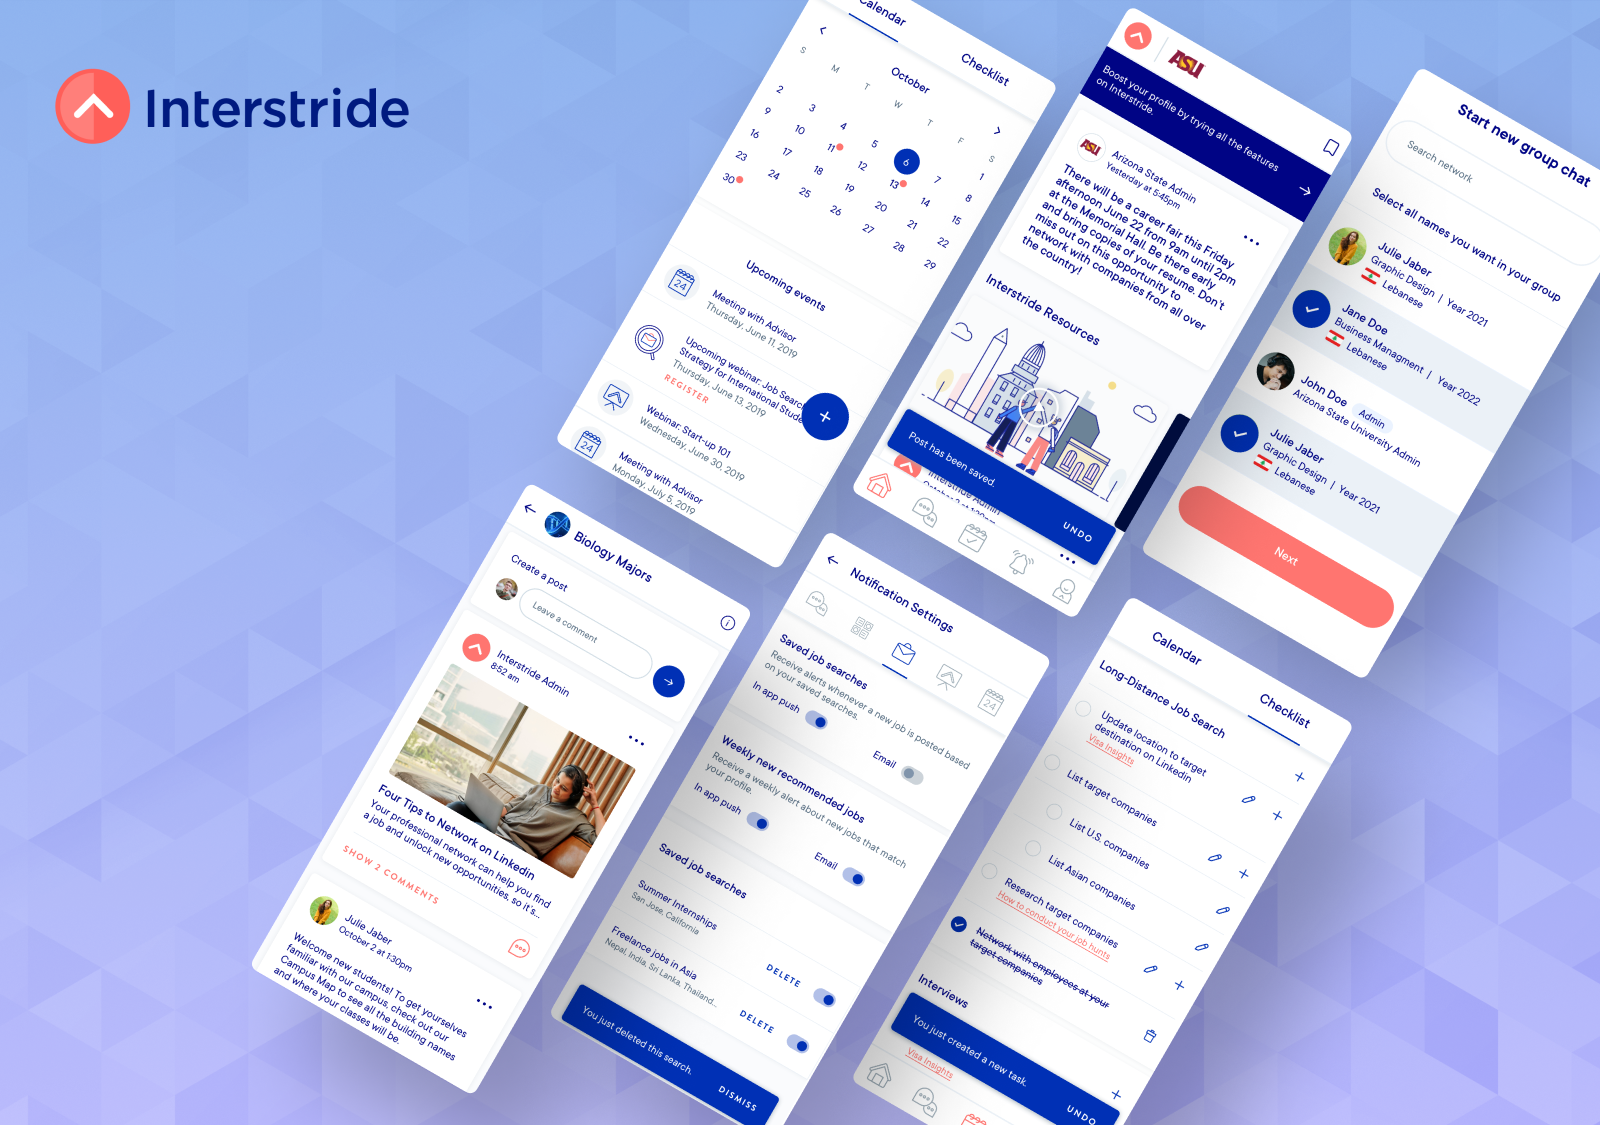 Interstride
Calendar
Checklist
October
S M T W T F S
1
2 3 4 5 6 7 8
9 10 11 12 13 14 15
16 17 18 19 20 21 22
23 24 25 26 27 28 29
30
Upcoming events
24
Meeting with Advisor
Thursday, June 11, 2019
Upcoming webinar: Job Search
Strategy for International Stude
Thursday, June 13, 2019
REGISTER
Webinar: Start-up 101
Wednesday, June 30, 2019
24
Meeting with Advisor
Monday, July 5, 2019
ASU
Boost your profile by trying all the features
on Interstride.
ASU
Arizona State Admin
Yesterday at 5:45pm
There will be a career fair this Friday
afternoon June 22 from 9am until 2pm
at the Memorial Hall. Be there early
and bring copies of your resume. Don't
miss out on this opportunity to
network with companies from all over
the country!
Interstride Resources
Post has been saved.
UNDO
Interstride Admin
October 2 at 1:30pm
Start new group chat
Search network
Select all names you want in your group
Julie Jaber
Graphic Design | Year 2021
Lebanese
Jane Doe
Business Managment | Year 2022
Lebanese
John Doe Admin
Arizona State University Admin
Julie Jaber
Graphic Design | Year 2021
Lebanese
Next
Biology Majors
Create a post
Leave a comment
Interstride Admin
8:52 am
Four Tips to Network on Linkedin
Your professional network can help you find
a job and unlock new opportunities, so it's...
SHOW 2 COMMENTS
Julie Jaber
October 2 at 1:30pm
Welcome new students! To get yourselves
familiar with our campus, check out our
Campus Map to see all the building names
and where your classes will be.
Notification Settings
24
Saved job searches
Receive alerts whenever a new job is posted based
on your saved searches.
In app push
Email
Weekly new recommended jobs
Receive a weekly alert about new jobs that match
your profile.
In app push
Email
Saved job searches
Summer Internships
San Jose, California
DELETE
Freelance jobs in Asia
Nepal, India, Sri Lanka, Thailand...
DELETE
You just deleted this search.
DISMISS
Calendar
Checklist
Long-Distance Job Search
Update location to target
destination on Linkedin
Visa Insights
List target companies
List U.S. companies
List Asian companies
Research target companies
How to conduct your job hunts
Network with employees at your
target companies
Interviews
You just created a new task.
UNDO
Visa Insights